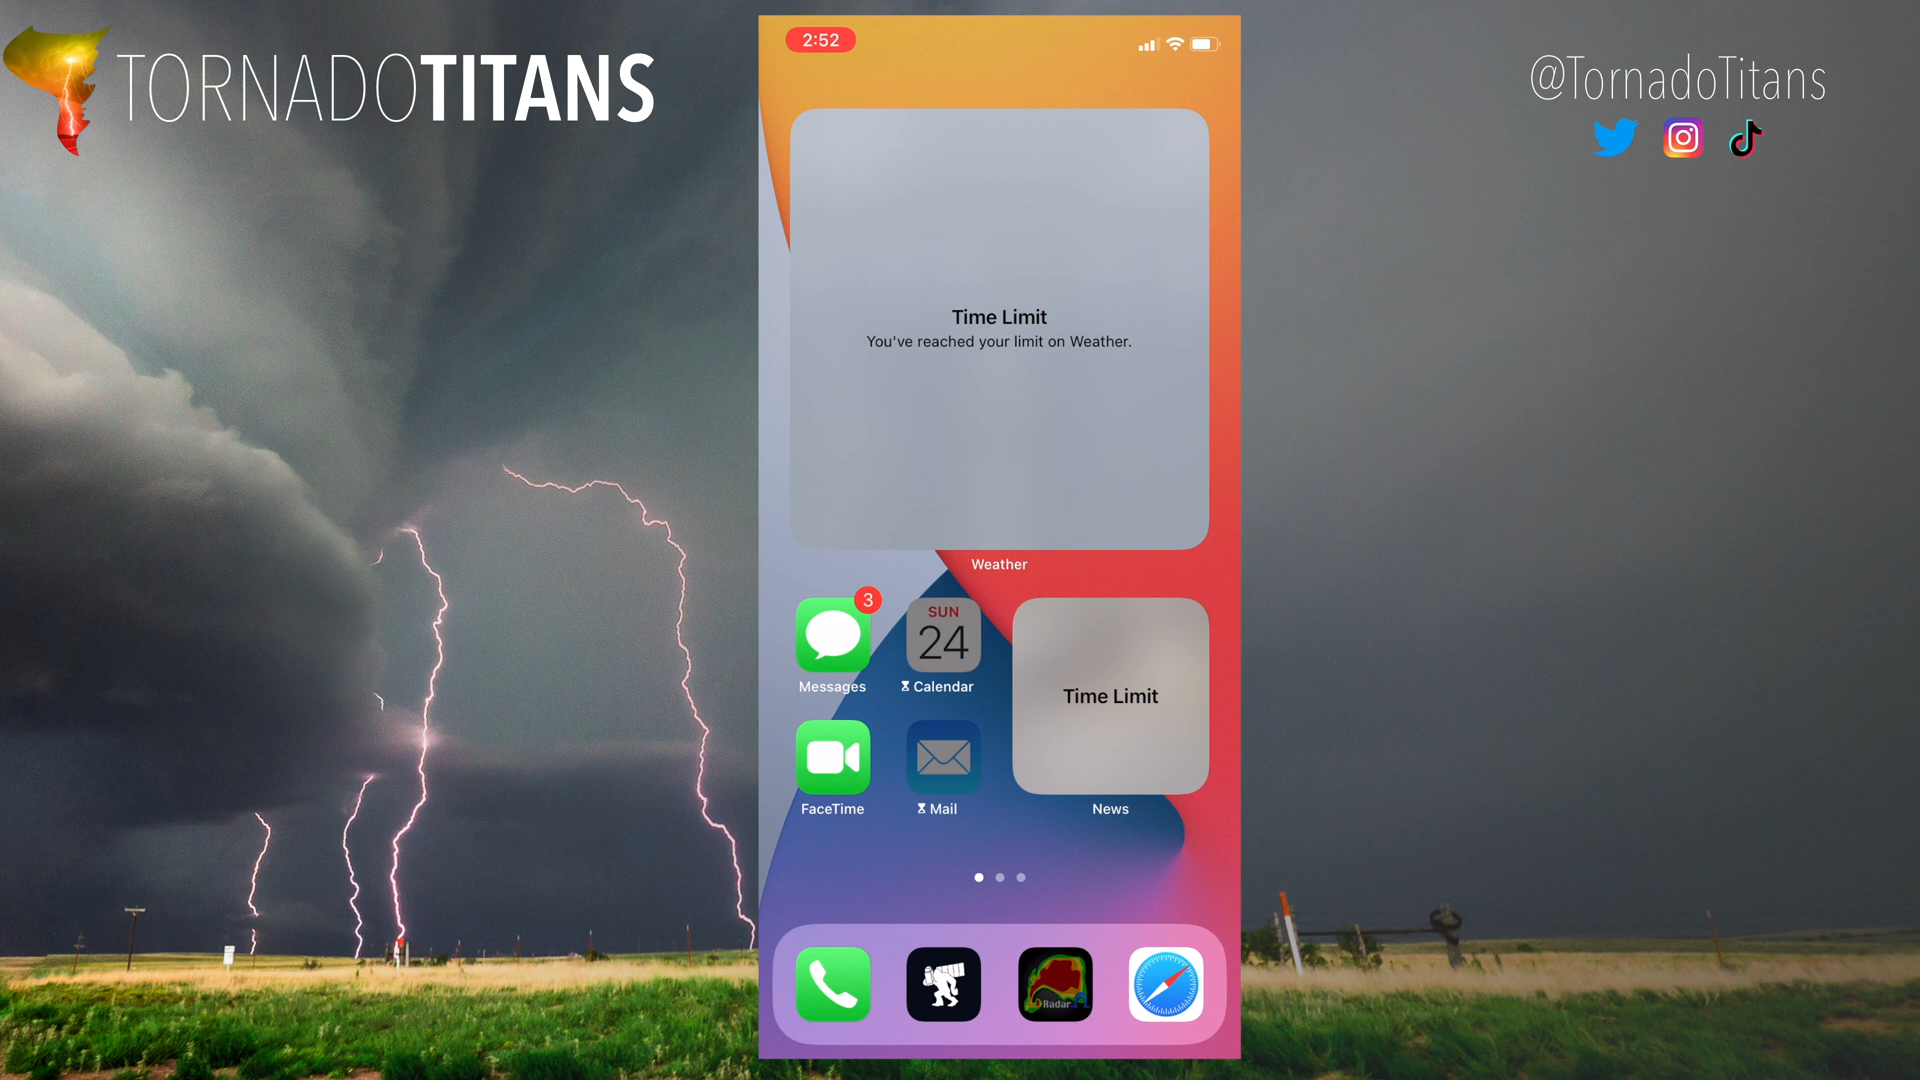 TORNADOTITANS
@TornadoTitans
2:52
Time Limit
You've reached your limit on Weather.
Weather
3
SUN
24
Messages
Calendar
Time Limit
FaceTime
Mail
News
Radar